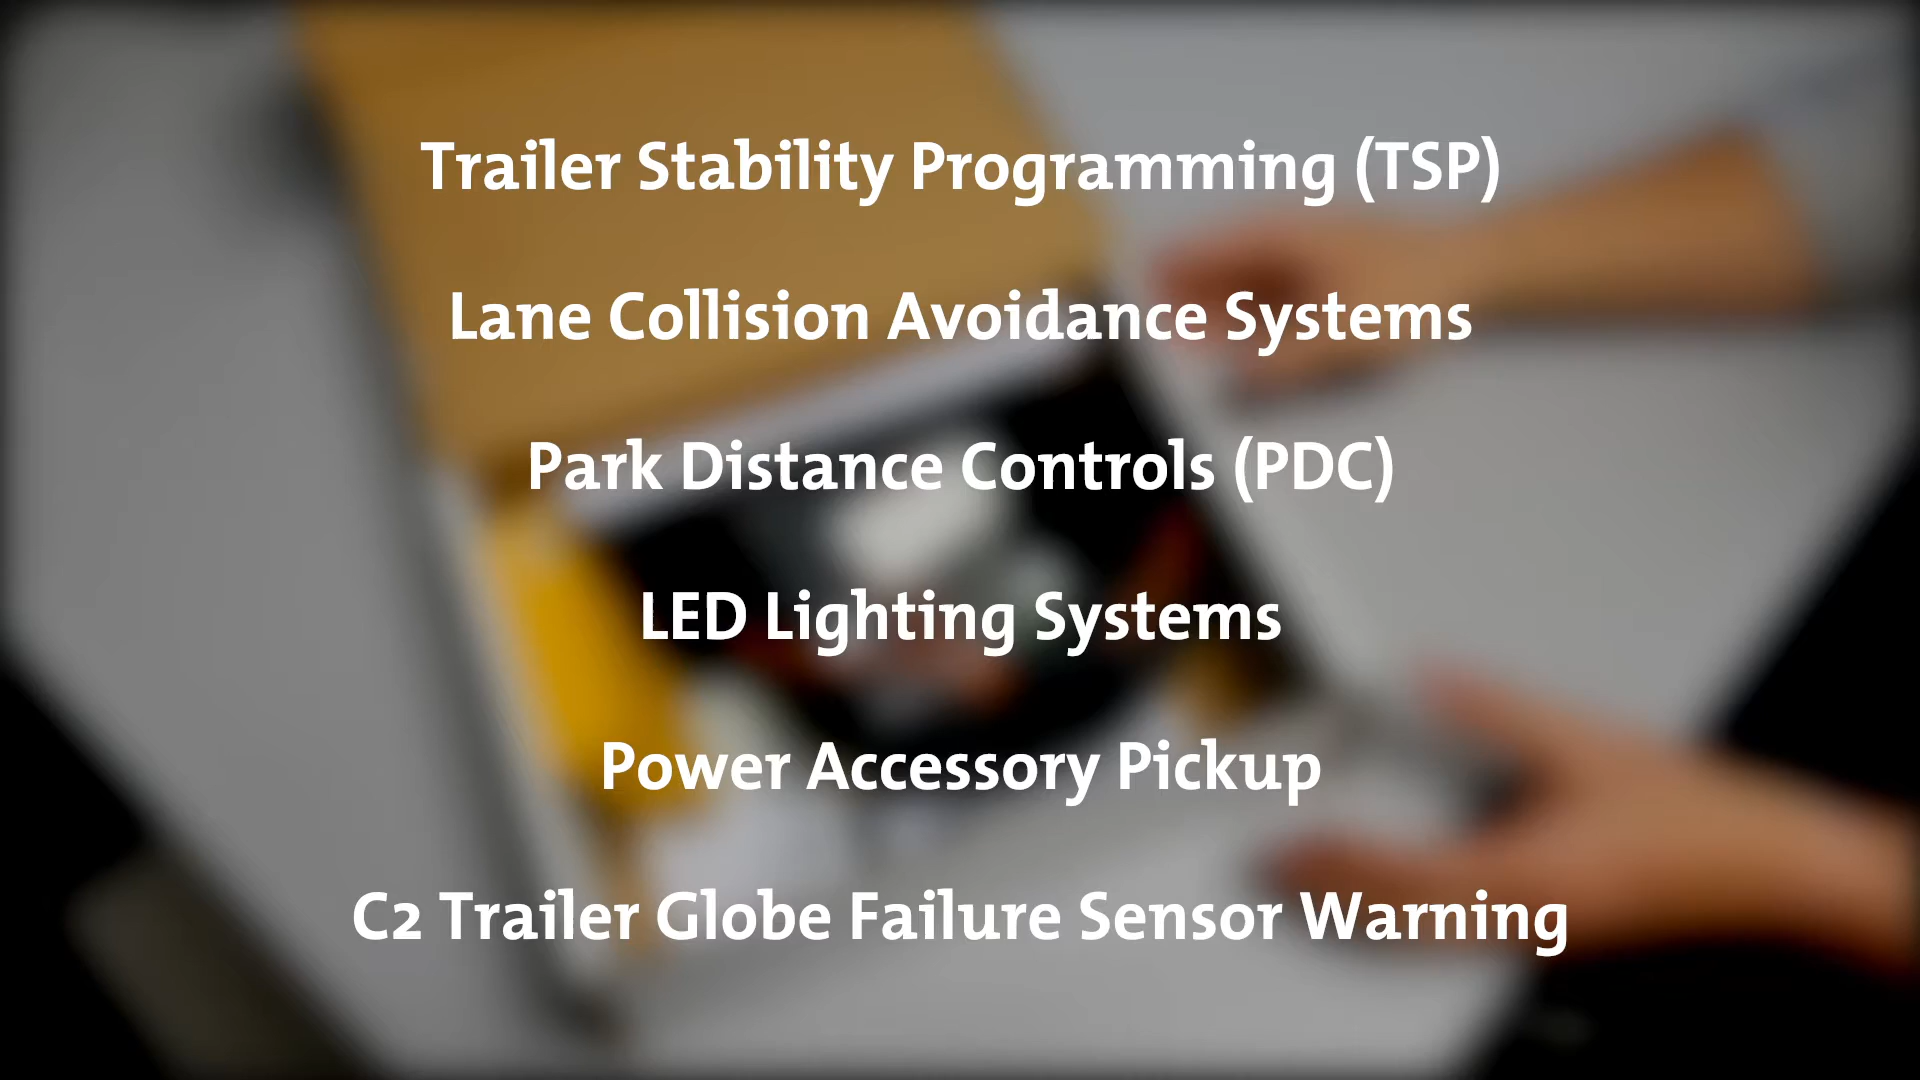 Trailer Stability Programming (TSP)
Lane Collision Avoidance Systems
Park Distance Controls (PDC)
LED Lighting Systems
Power Accessory Pickup
C2 Trailer Globe Failure Sensor Warning